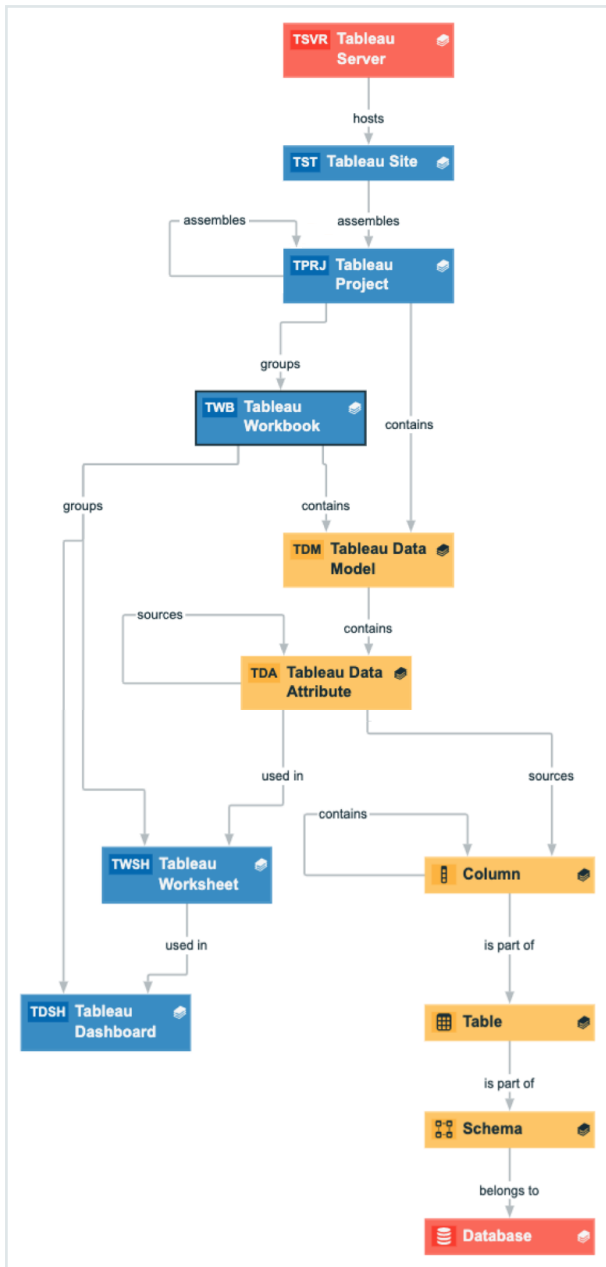 TSVR Tableau
Server
hosts
TST Tableau Site
assembles
assembles
TPRJ Tableau
Project
groups
TWB Tableau
Workbook
contains
groups
contains
TDM Tableau Data
Model
sources
contains
TDA Tableau Data
Attribute
used in
sources
contains
TWSH Tableau
Worksheet
Column
used in
is part of
TDSH Tableau
Dashboard
Table
is part of
Schema
belongs to
Database